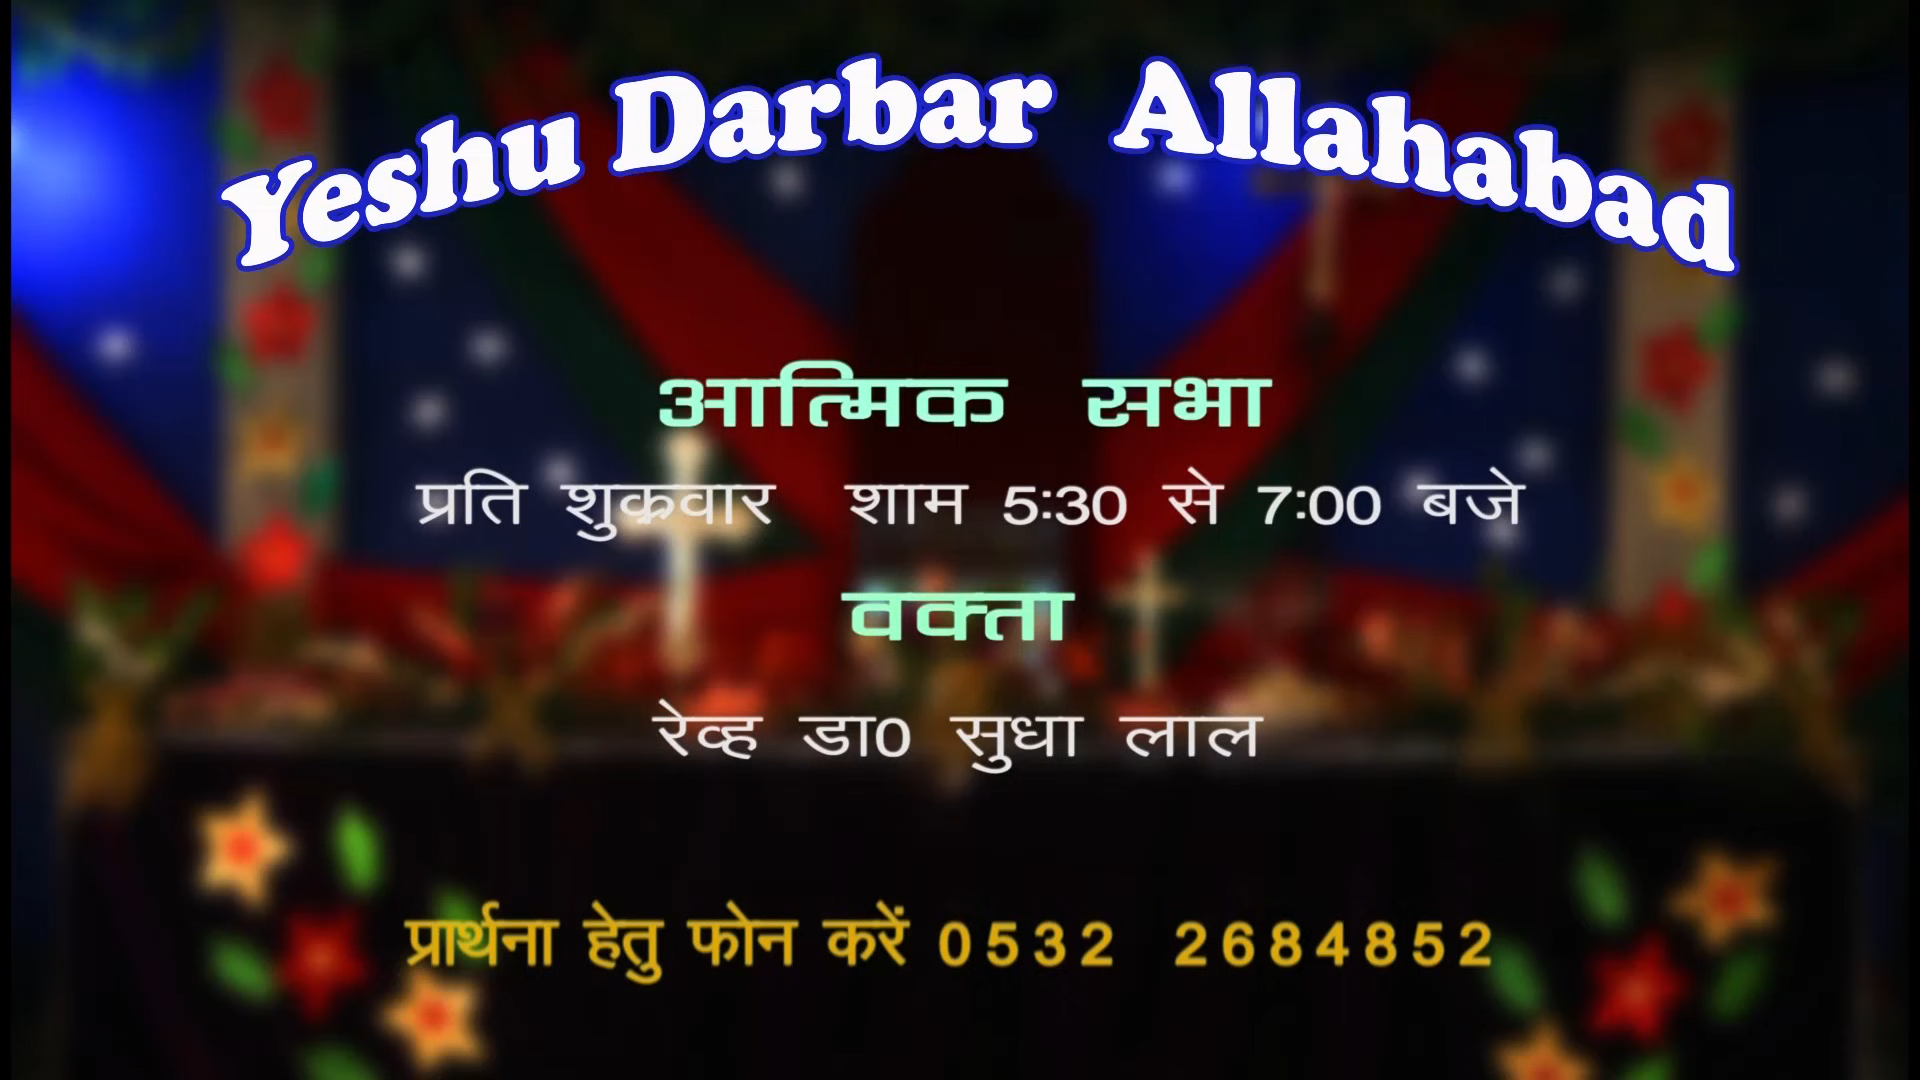 Yeshu Darbar Allahabad
आत्मिक सभा
प्रति शुक्रवार शाम 5:30 से 7:00 बजे
वक्ता
रेव्ह डा0 सुधा लाल
प्रार्थना हेतु फोन करें 0532 2684852